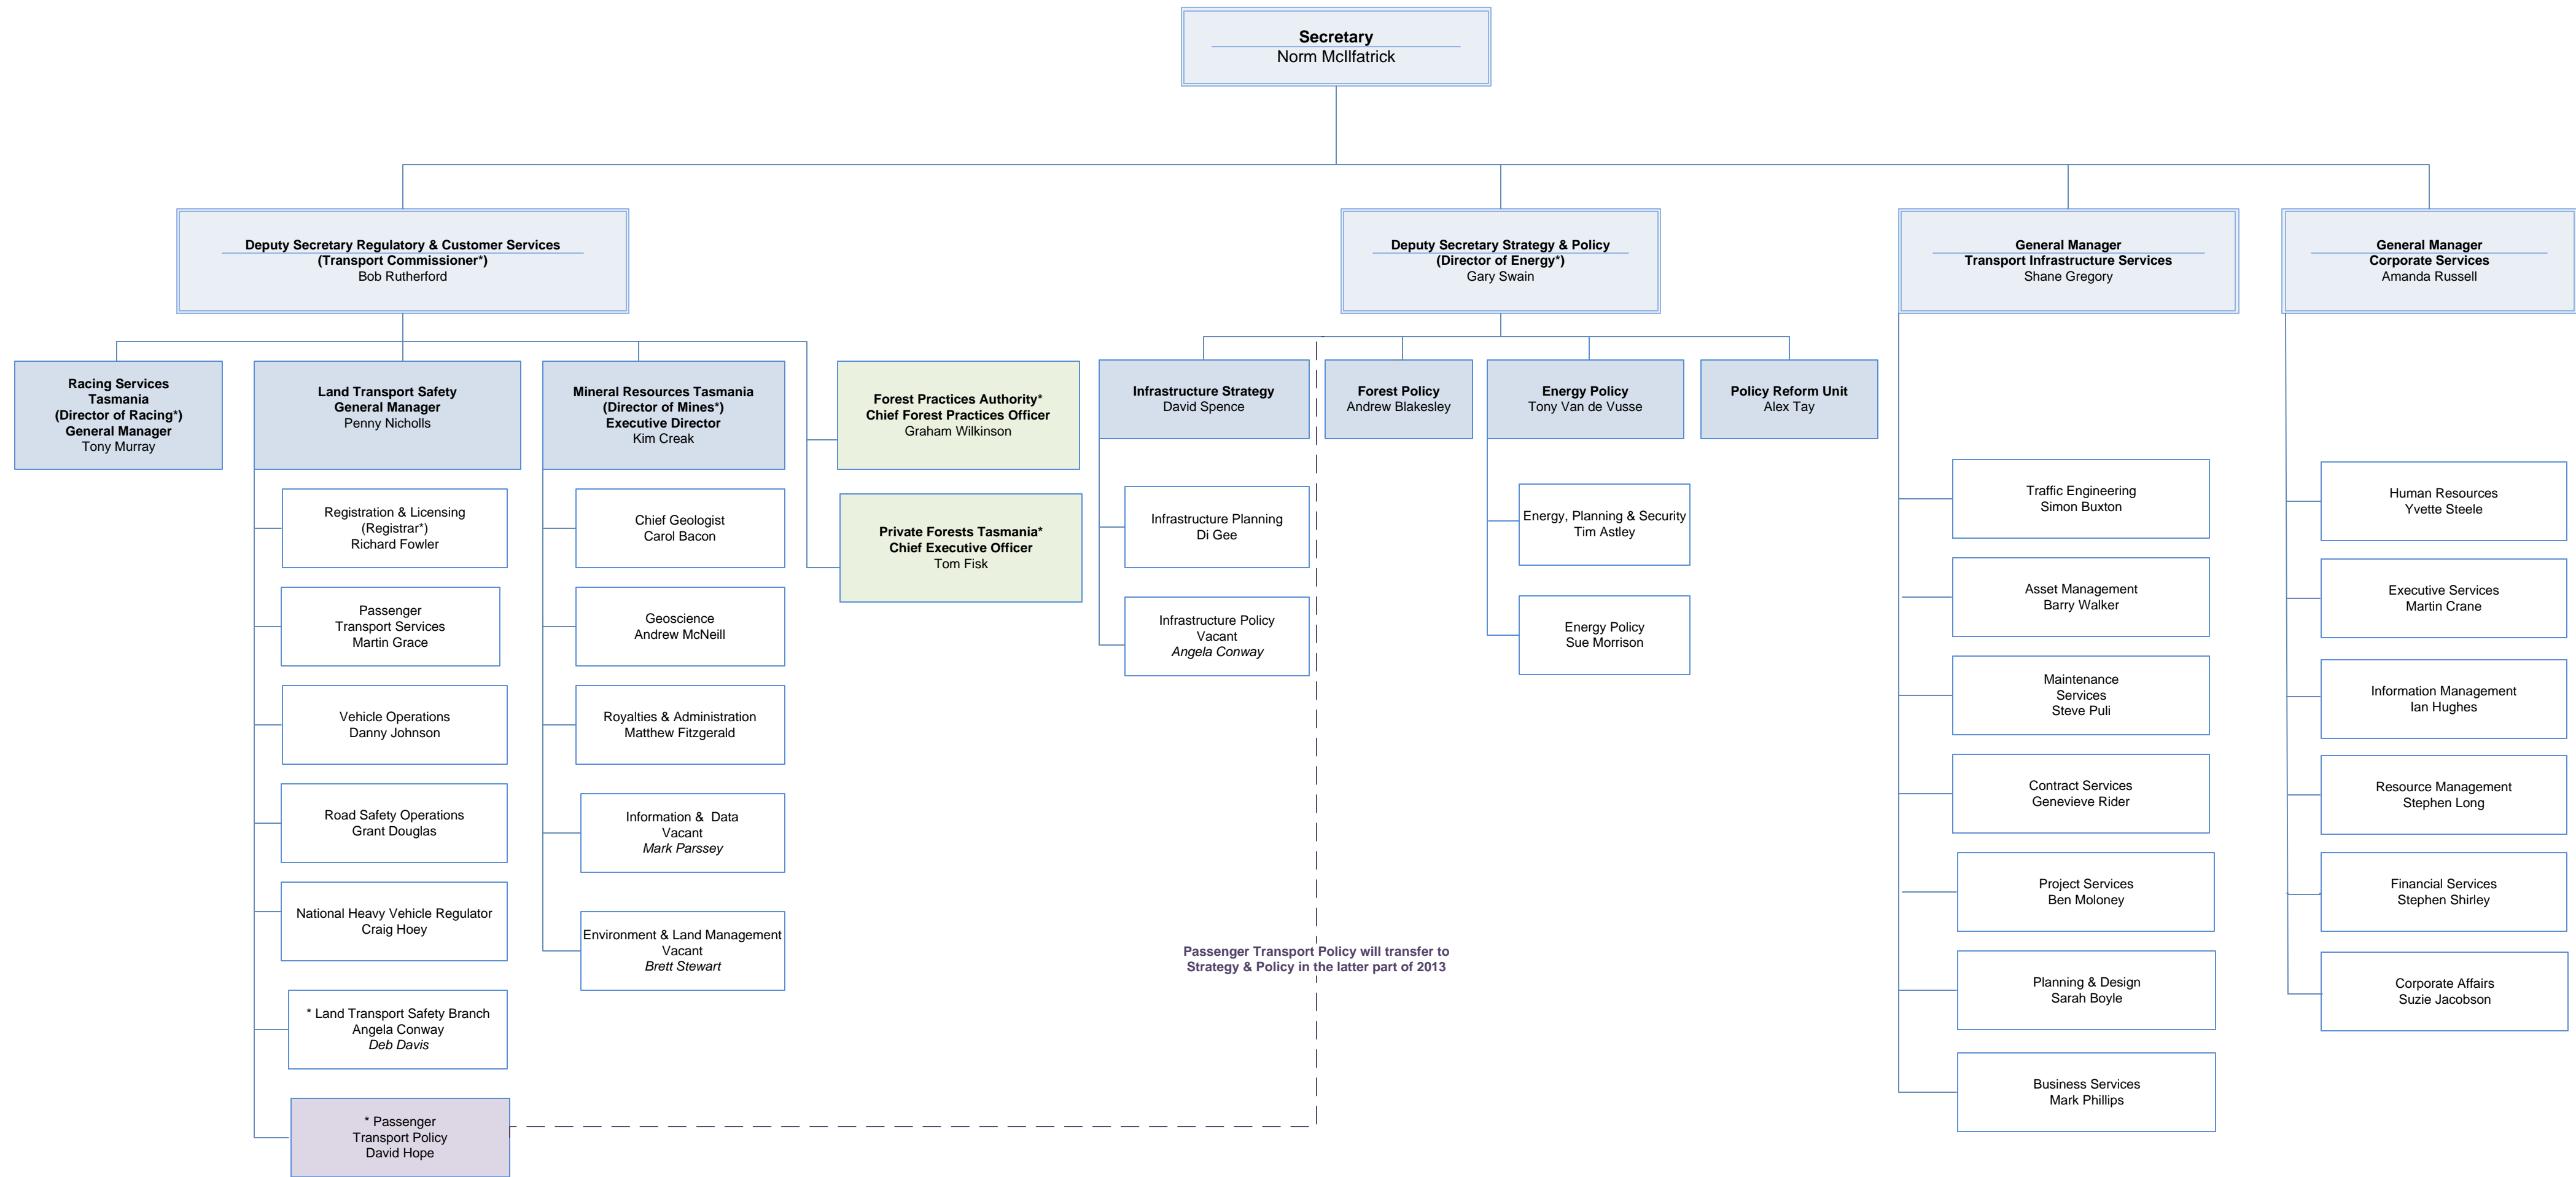 Secretary
Norm McIlfatrick
Deputy Secretary Regulatory & Customer Services
(Transport Commissioner*)
Bob Rutherford
Deputy Secretary Strategy & Policy
(Director of Energy*)
Gary Swain
General Manager
Transport Infrastructure Services
Shane Gregory
General Manager
Corporate Services
Amanda Russell
Racing Services
Tasmania
(Director of Racing*)
General Manager
Tony Murray
Land Transport Safety
General Manager
Penny Nicholls
Mineral Resources Tasmania
(Director of Mines*)
Executive Director
Kim Creak
Forest Practices Authority*
Chief Forest Practices Officer
Graham Wilkinson
Private Forests Tasmania*
Chief Executive Officer
Tom Fisk
Infrastructure Strategy
David Spence
Forest Policy
Andrew Blakesley
Energy Policy
Tony Van de Vusse
Policy Reform Unit
Alex Tay
Registration & Licensing
(Registrar*)
Richard Fowler
Passenger
Transport Services
Martin Grace
Vehicle Operations
Danny Johnson
Road Safety Operations
Grant Douglas
National Heavy Vehicle Regulator
Craig Hoey
* Land Transport Safety Branch
Angela Conway
Deb Davis
* Passenger
Transport Policy
David Hope
Chief Geologist
Carol Bacon
Geoscience
Andrew McNeill
Royalties & Administration
Matthew Fitzgerald
Information & Data
Vacant
Mark Parssey
Environment & Land Management
Vacant
Brett Stewart
Infrastructure Planning
Di Gee
Infrastructure Policy
Vacant
Angela Conway
Energy, Planning & Security
Tim Astley
Energy Policy
Sue Morrison
Passenger Transport Policy will transfer to
Strategy & Policy in the latter part of 2013
Traffic Engineering
Simon Buxton
Asset Management
Barry Walker
Maintenance
Services
Steve Puli
Contract Services
Genevieve Rider
Project Services
Ben Moloney
Planning & Design
Sarah Boyle
Business Services
Mark Phillips
Human Resources
Yvette Steele
Executive Services
Martin Crane
Information Management
Ian Hughes
Resource Management
Stephen Long
Financial Services
Stephen Shirley
Corporate Affairs
Suzie Jacobson